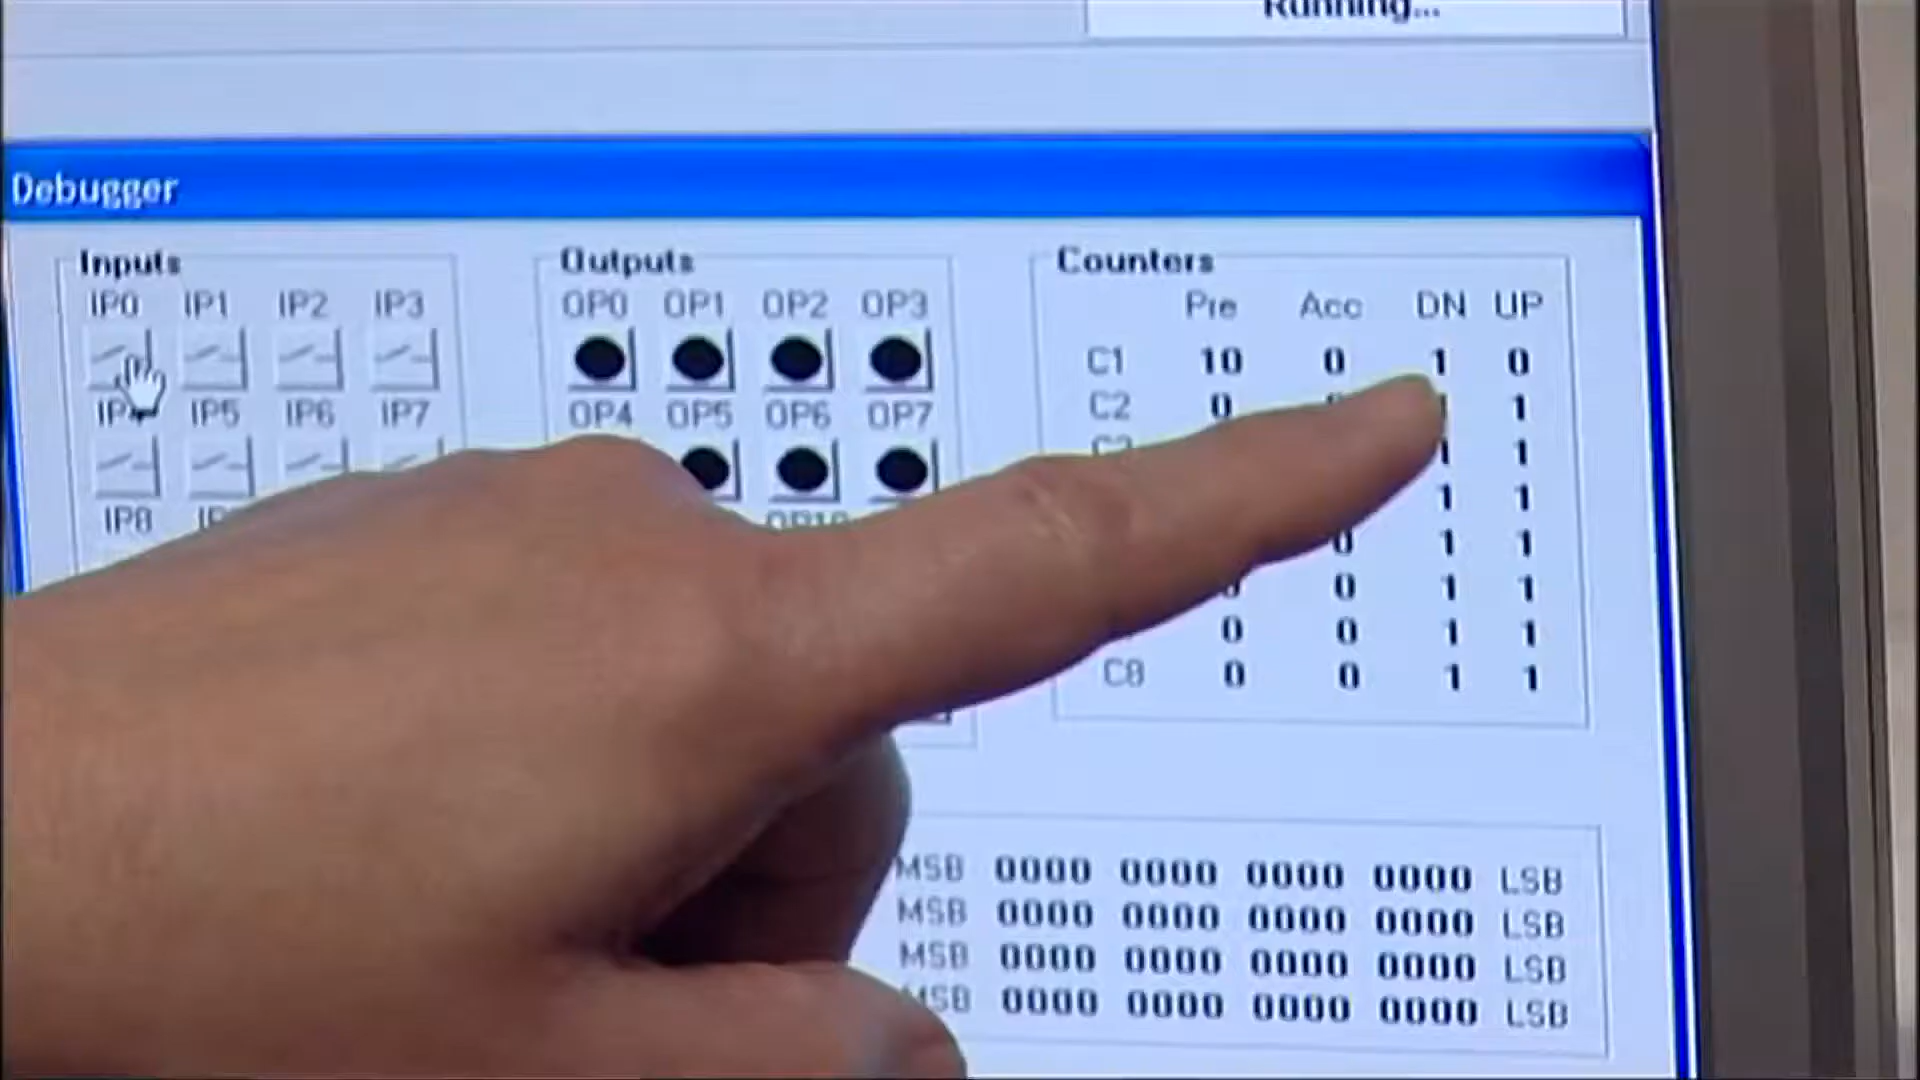 Running...
Debugger
Inputs
IP0 IP1 IP2 IP3
IP5 IP6 IP7
IP8
Outputs
OP0 OP1 OP2 OP3
OP4 OP5 OP6 OP7
OP10
Counters
Pre Acc DN UP
C1 10 0 1 0
C2 0 1
1
1 1
0 1 1
0 1 1
0 0 1 1
C8 0 0 1 1
MSB 0000 0000 0000 0000 LSB
MSB 0000 0000 0000 0000 LSB
MSB 0000 0000 0000 0000 LSB
MSB 0000 0000 0000 0000 LSB